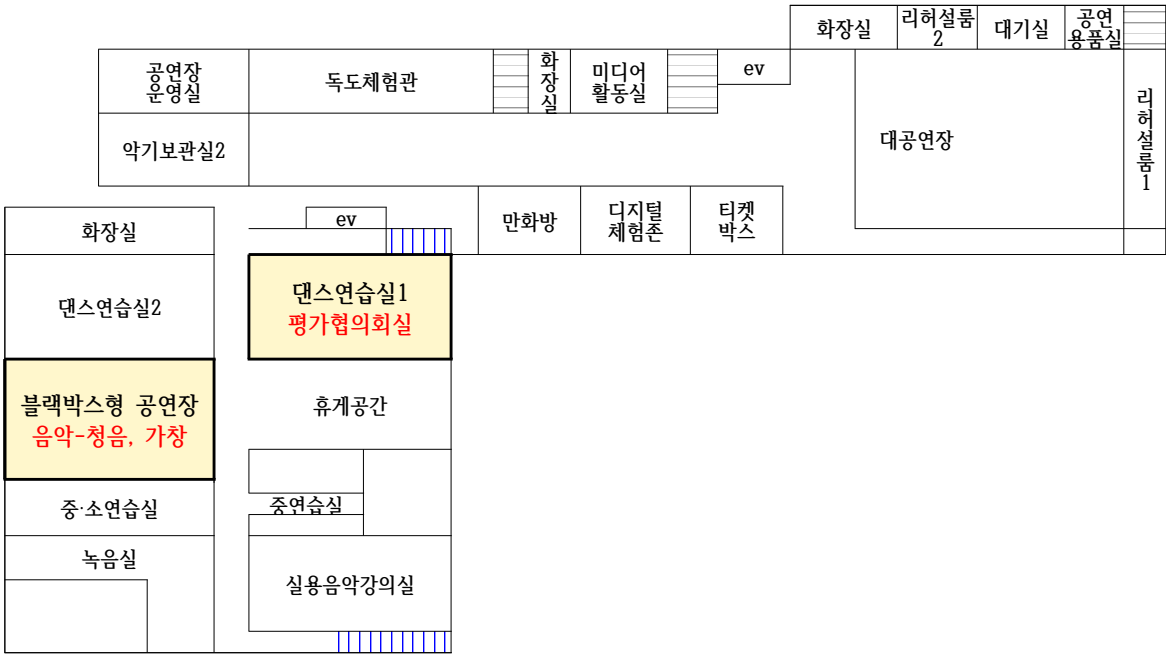 화장실
리허설룸
2
대기실
공연
용품실
공연장
운영실
독도체험관
화
장
실
미디어
활동실
ev
리
허
설
룸
1
악기보관실2
대공연장
만화방
디지털
체험존
티켓
박스
화장실
ev
댄스연습실2
댄스연습실1
평가협의회실
블랙박스형 공연장
음악-청음, 가창
휴게공간
중·소연습실
중연습실
녹음실
실용음악강의실